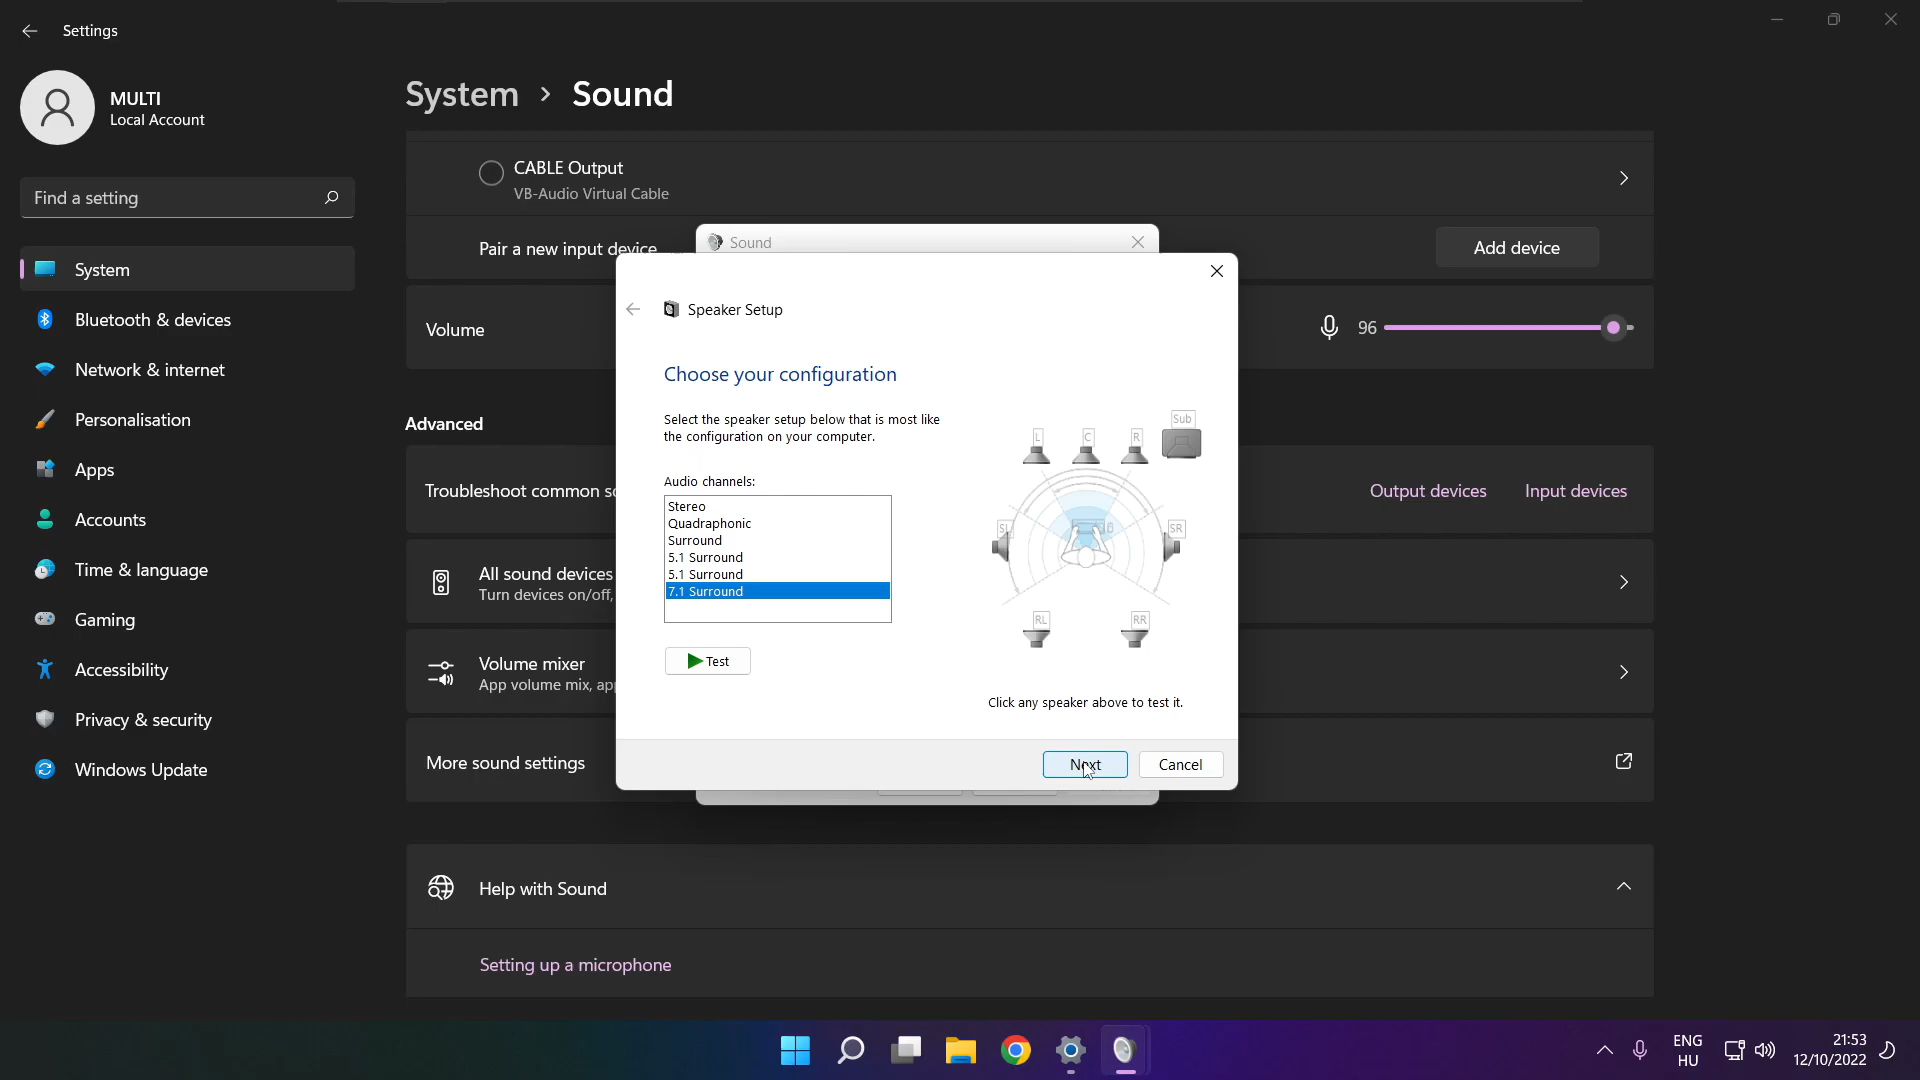 Settings
MULTI
Local Account
Find a setting
System
Bluetooth & devices
Network & internet
Personalisation
Apps
Accounts
Time & language
Gaming
Accessibility
Privacy & security
Windows Update
System > Sound
CABLE Output
VB-Audio Virtual Cable
Pair a new input device
Add device
Volume
96
Advanced
Troubleshoot common
Output devices
Input devices
All sound devices
Turn devices on/off,
Volume mixer
App volume mix,
More sound settings
Help with Sound
Setting up a microphone
Sound
Speaker Setup
Choose your configuration
Select the speaker setup below that is most like
the configuration on your computer.
Audio channels:
Stereo
Quadraphonic
Surround
5.1 Surround
5.1 Surround
7.1 Surround
Test
L
C
R
Sub
SL
SR
RL
RR
Click any speaker above to test it.
Next
Cancel
ENG
HU
21:53
12/10/2022